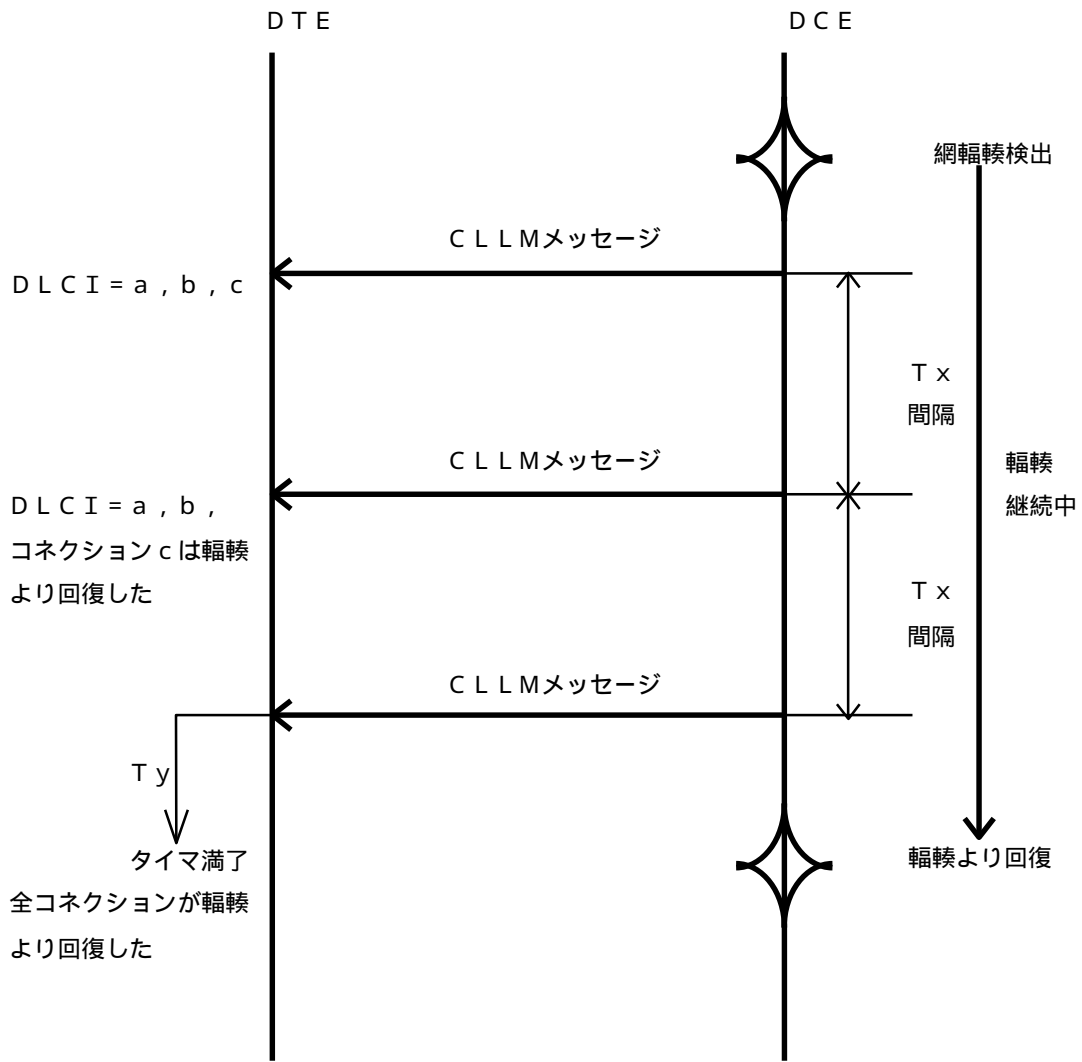 ＤＴＥ
ＤＣＥ
網輻輳検出
ＣＬＬＭメッセージ
ＤＬＣＩ＝ａ，ｂ，ｃ
Ｔｘ
間隔
ＣＬＬＭメッセージ
輻輳
継続中
ＤＬＣＩ＝ａ，ｂ，
コネクションｃは輻輳
より回復した
Ｔｘ
間隔
ＣＬＬＭメッセージ
Ｔｙ
タイマ満了
輻輳より回復
全コネクションが輻輳
より回復した